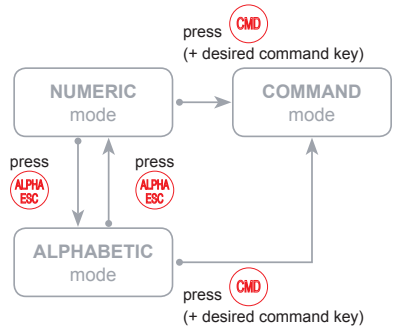 press CMD
(+ desired command key)
NUMERIC
mode
COMMAND
mode
press
ALPHA
ESC
press
ALPHA
ESC
ALPHABETIC
mode
press CMD
(+ desired command key)